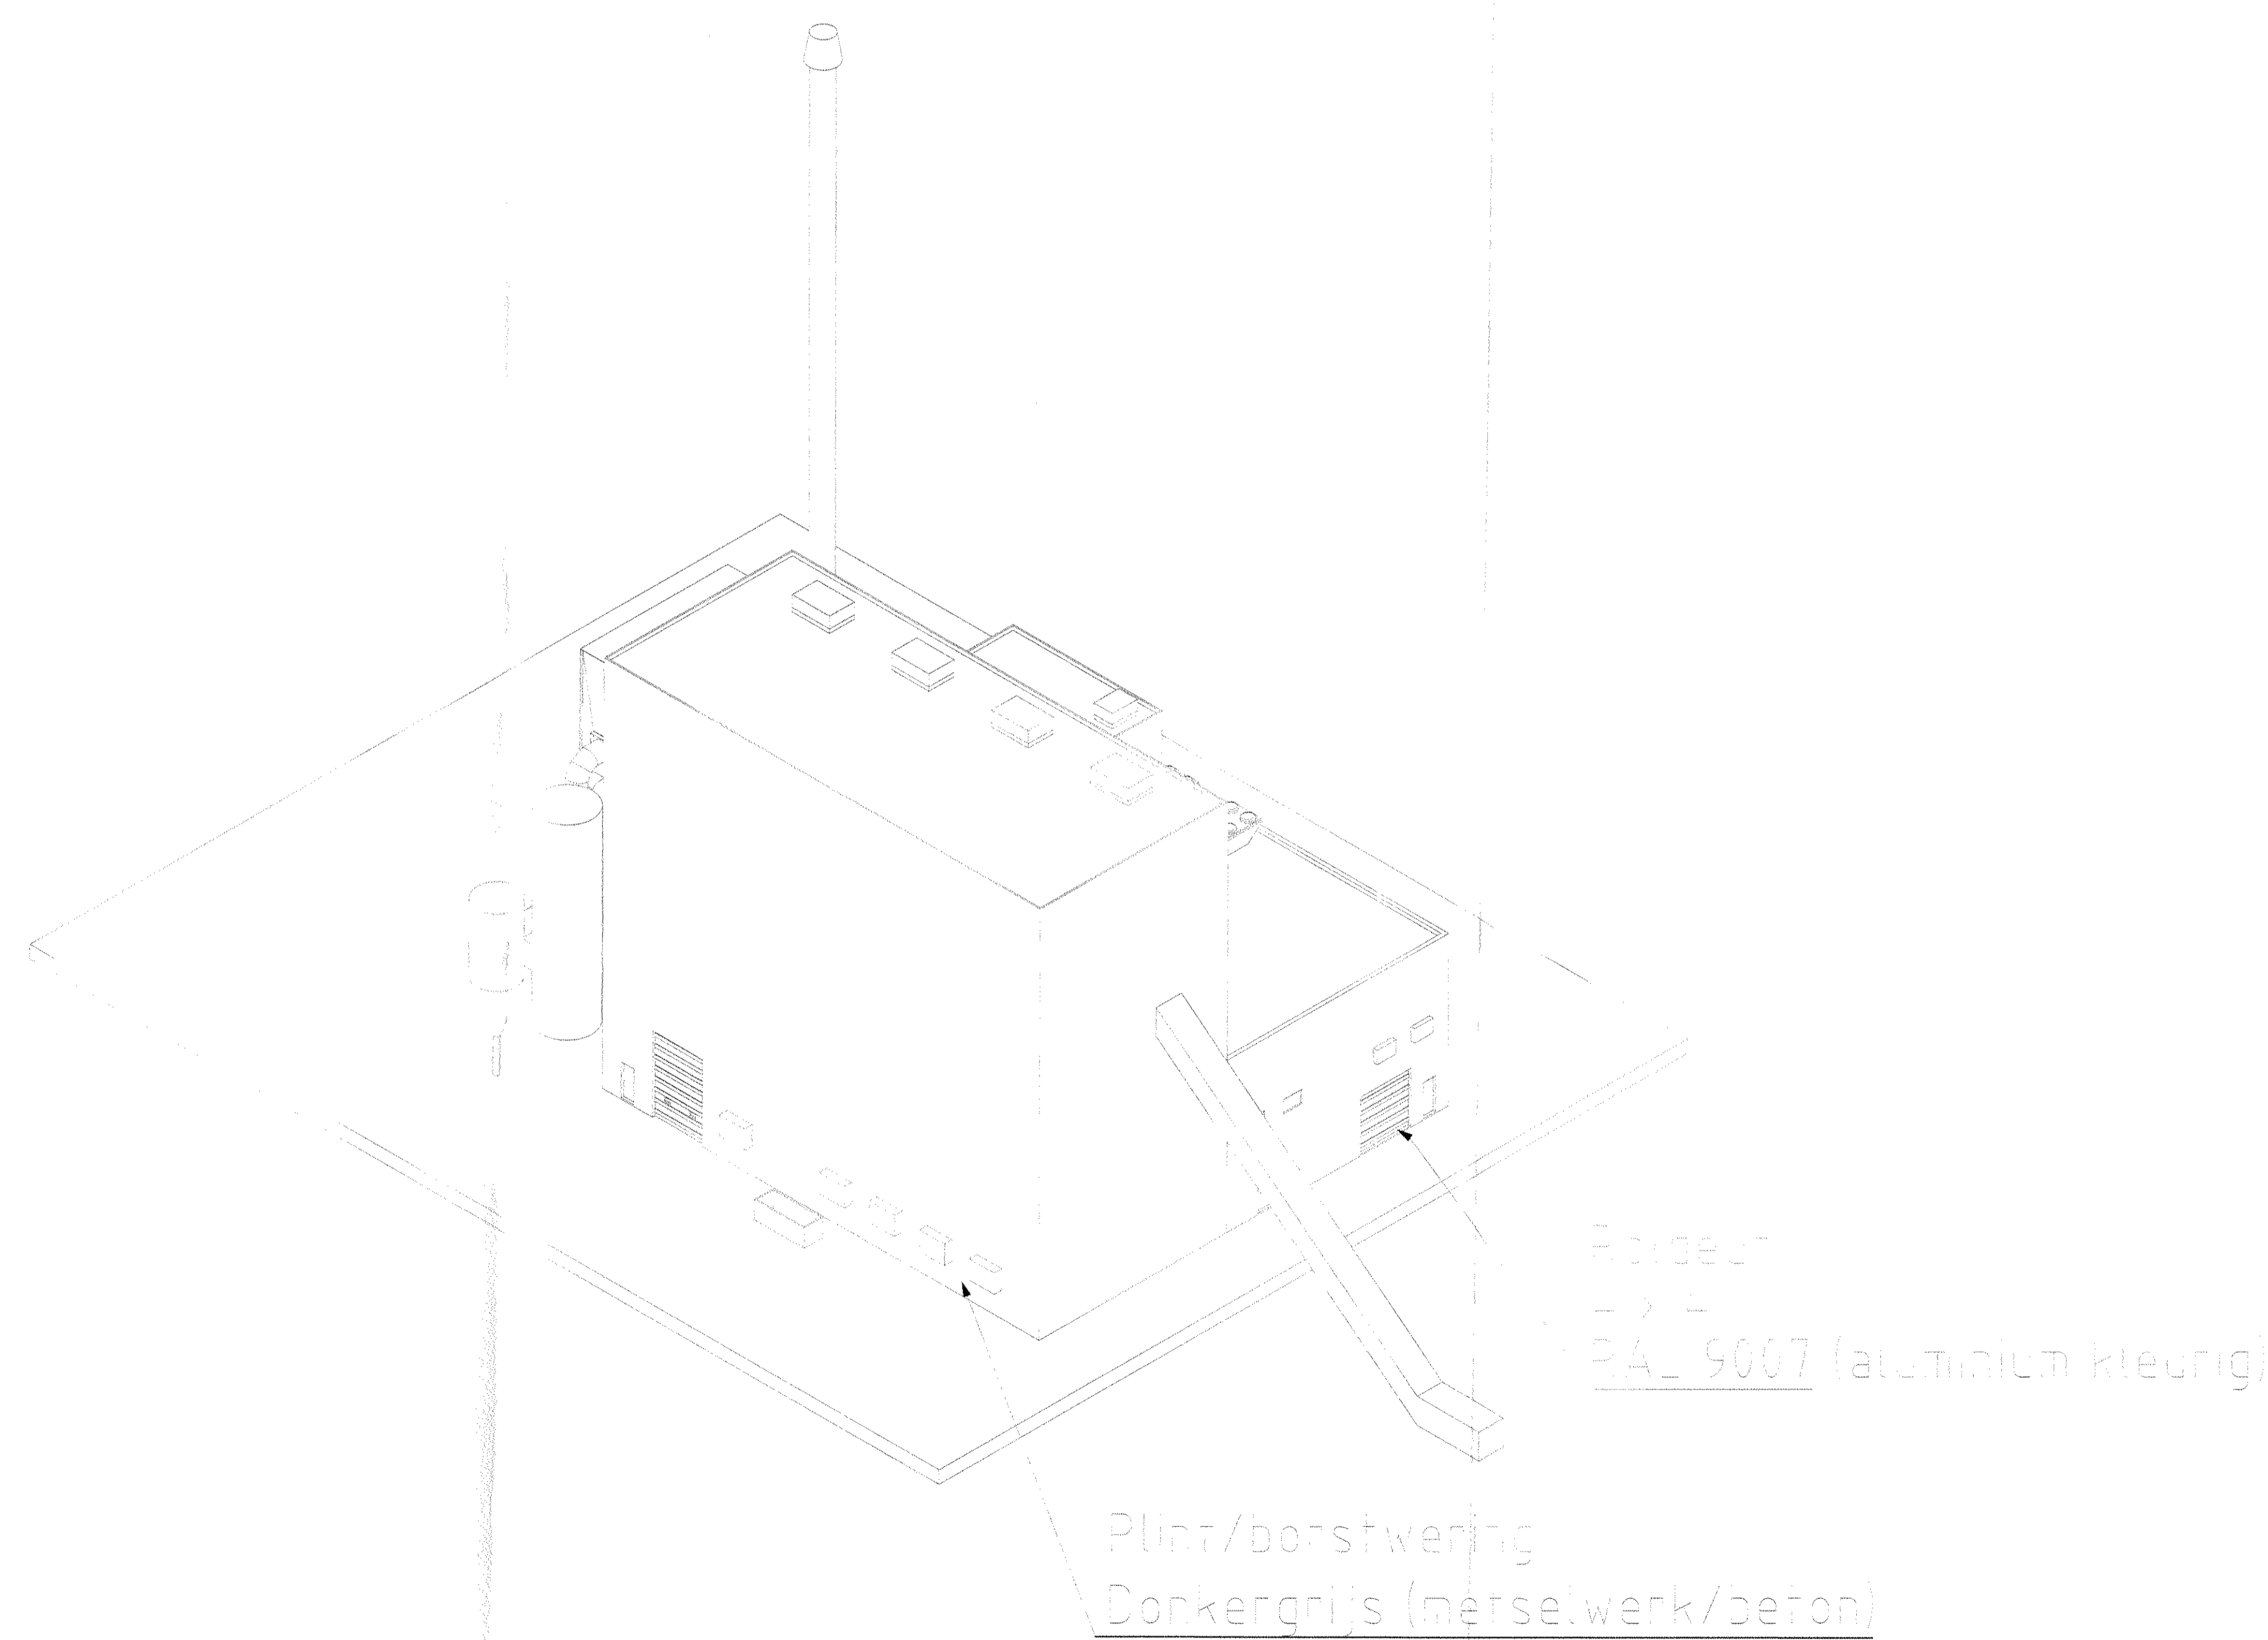 RAL 9007 (aluminium kleurig)
Plint/borstwering
Donkergrijs (metselwerk/beton)